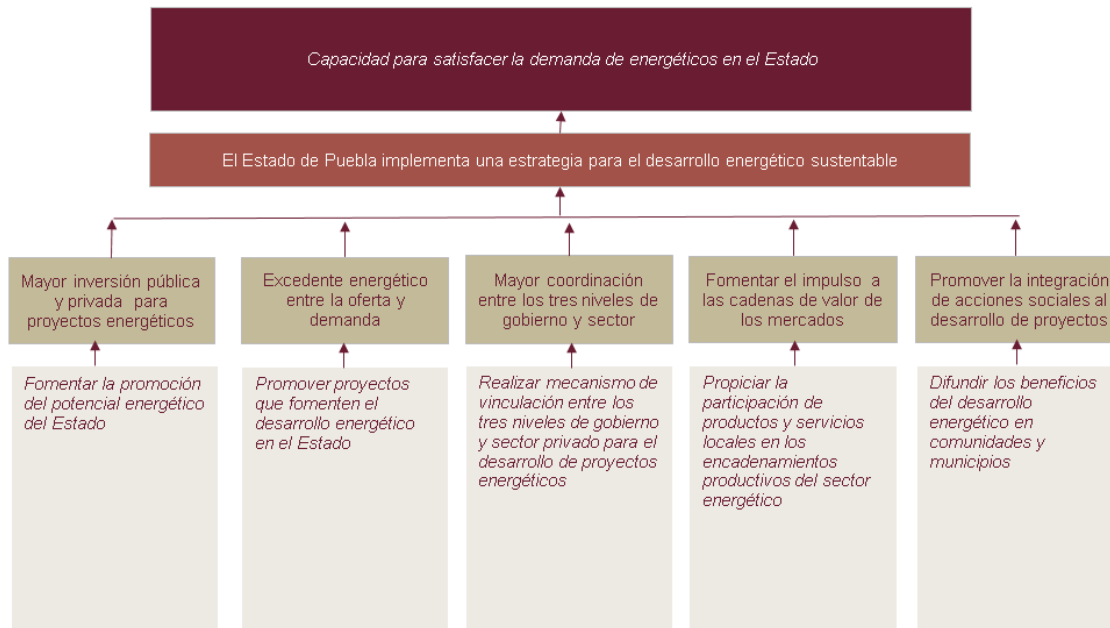 Capacidad para satisfacer la demanda de energéticos en el Estado
El Estado de Puebla implementa una estrategia para el desarrollo energético sustentable
Mayor inversión pública
y privada para
proyectos energéticos
Excedente energético
entre la oferta y
demanda
Mayor coordinación
entre los tres niveles de
gobierno y sector
Fomentar el impulso a
las cadenas de valor de
los mercados
Promover la integración
de acciones sociales al
desarrollo de proyectos
Fomentar la promoción
del potencial energético
del Estado
Promover proyectos
que fomenten el
desarrollo energético
en el Estado
Realizar mecanismo de
vinculación entre los
tres niveles de gobierno
y sector privado para el
desarrollo de proyectos
energéticos
Propiciar la
participación de
productos y servicios
locales en los
encadenamientos
productivos del sector
energético
Difundir los beneficios
del desarrollo
energético en
comunidades y
municipios